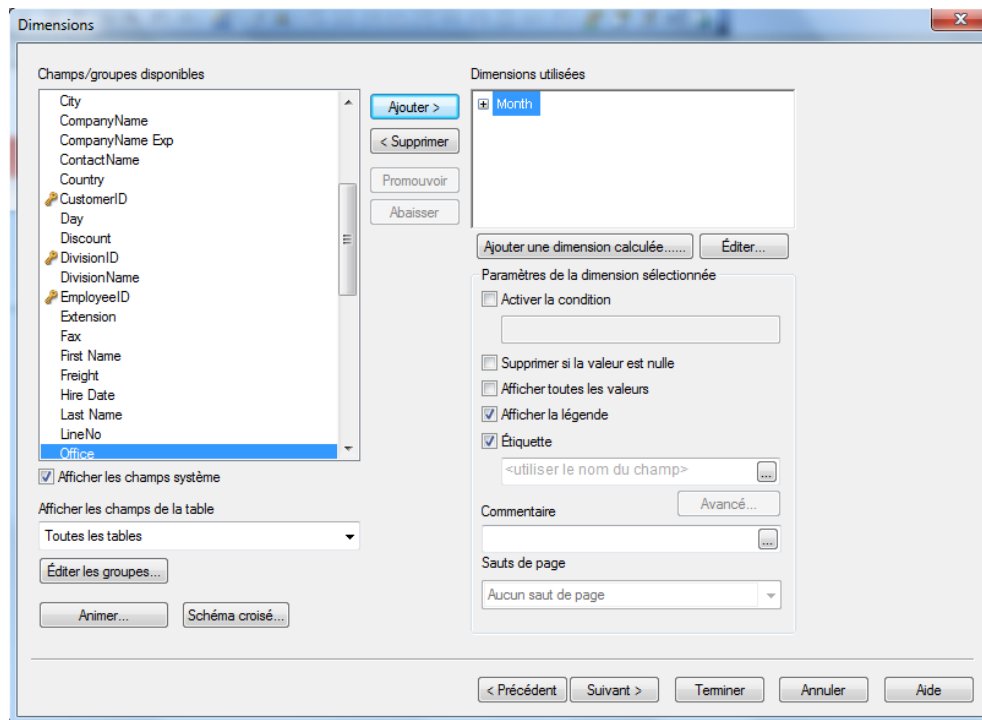 Dimensions
Champs/groupes disponibles
City
CompanyName
CompanyName Exp
ContactName
Country
CustomerID
Day
Discount
DivisionID
DivisionName
EmployeeID
Extension
Fax
First Name
Freight
Hire Date
Last Name
LineNo
Office
Afficher les champs système
Afficher les champs de la table
Toutes les tables
Éditer les groupes...
Animer...
Schéma croisé...
Ajouter >
< Supprimer
Promouvoir
Abaisser
Dimensions utilisées
Month
Ajouter une dimension calculée......
Éditer...
Paramètres de la dimension sélectionnée
Activer la condition
Supprimer si la valeur est nulle
Afficher toutes les valeurs
Afficher la légende
Étiquette
<utiliser le nom du champ>
...
Avancé...
Commentaire
...
Sauts de page
Aucun saut de page
< Précédent
Suivant >
Terminer
Annuler
Aide